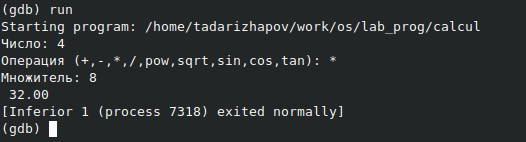 (gdb) run
Starting program: /home/tadarizhapov/work/os/lab_prog/calcul
Число: 4
Операция (+,-,*,/,pow,sqrt,sin,cos,tan): *
Множитель: 8
 32.00
[Inferior 1 (process 7318) exited normally]
(gdb)